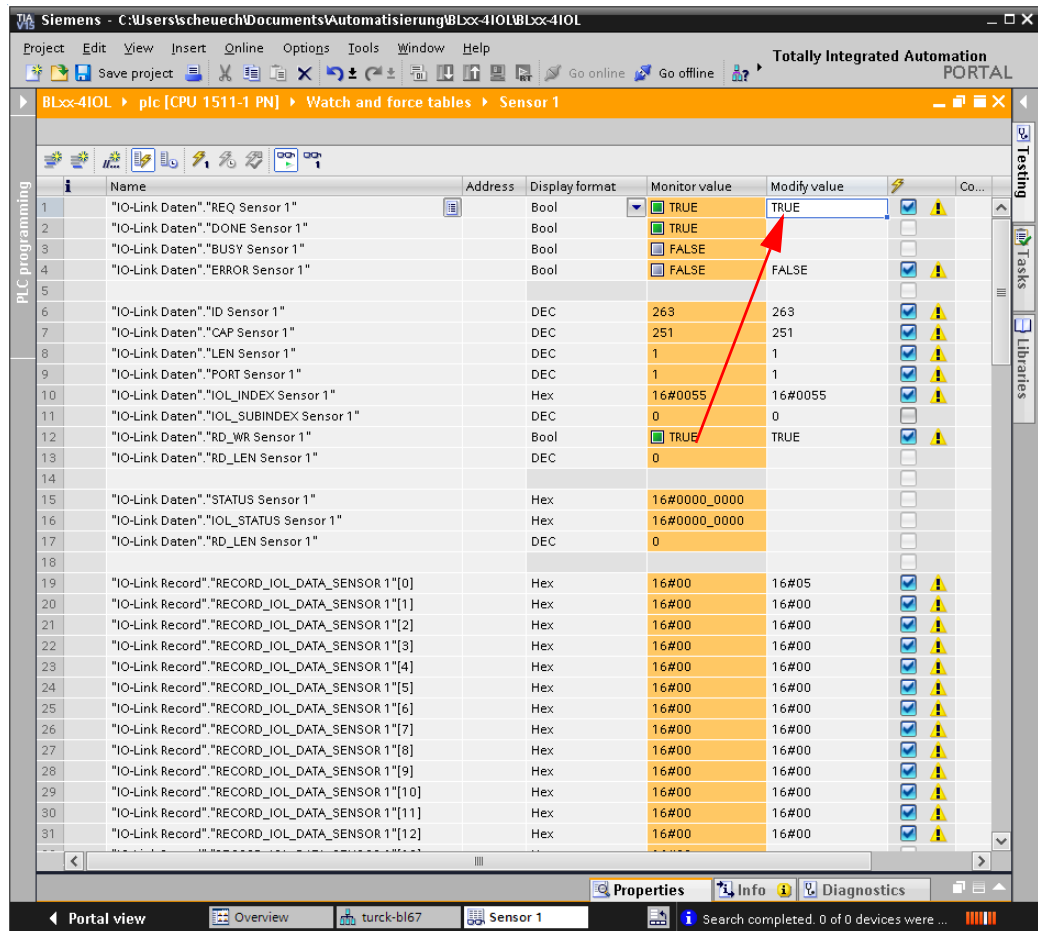 Siemens - C:\Users\scheuech\Documents\Automatisierung\BLxx-4IOL\BLxx-4IOL
Project Edit View Insert Online Options Tools Window Help
Totally Integrated Automation
PORTAL
Save project Go online Go offline
BLxx-4IOL ▸ plc [CPU 1511-1 PN] ▸ Watch and force tables ▸ Sensor 1
PLC programming
Testing
Tasks
Libraries
i Name Address Display format Monitor value Modify value Co...
1 "IO-Link Daten"."REQ Sensor 1" Bool TRUE TRUE
2 "IO-Link Daten"."DONE Sensor 1" Bool TRUE
3 "IO-Link Daten"."BUSY Sensor 1" Bool FALSE
4 "IO-Link Daten"."ERROR Sensor 1" Bool FALSE FALSE
5
6 "IO-Link Daten"."ID Sensor 1" DEC 263 263
7 "IO-Link Daten"."CAP Sensor 1" DEC 251 251
8 "IO-Link Daten"."LEN Sensor 1" DEC 1 1
9 "IO-Link Daten"."PORT Sensor 1" DEC 1 1
10 "IO-Link Daten"."IOL_INDEX Sensor 1" Hex 16#0055 16#0055
11 "IO-Link Daten"."IOL_SUBINDEX Sensor 1" DEC 0 0
12 "IO-Link Daten"."RD_WR Sensor 1" Bool TRUE TRUE
13 "IO-Link Daten"."RD_LEN Sensor 1" DEC 0
14
15 "IO-Link Daten"."STATUS Sensor 1" Hex 16#0000_0000
16 "IO-Link Daten"."IOL_STATUS Sensor 1" Hex 16#0000_0000
17 "IO-Link Daten"."RD_LEN Sensor 1" DEC 0
18
19 "IO-Link Record"."RECORD_IOL_DATA_SENSOR 1"[0] Hex 16#00 16#05
20 "IO-Link Record"."RECORD_IOL_DATA_SENSOR 1"[1] Hex 16#00 16#00
21 "IO-Link Record"."RECORD_IOL_DATA_SENSOR 1"[2] Hex 16#00 16#00
22 "IO-Link Record"."RECORD_IOL_DATA_SENSOR 1"[3] Hex 16#00 16#00
23 "IO-Link Record"."RECORD_IOL_DATA_SENSOR 1"[4] Hex 16#00 16#00
24 "IO-Link Record"."RECORD_IOL_DATA_SENSOR 1"[5] Hex 16#00 16#00
25 "IO-Link Record"."RECORD_IOL_DATA_SENSOR 1"[6] Hex 16#00 16#00
26 "IO-Link Record"."RECORD_IOL_DATA_SENSOR 1"[7] Hex 16#00 16#00
27 "IO-Link Record"."RECORD_IOL_DATA_SENSOR 1"[8] Hex 16#00 16#00
28 "IO-Link Record"."RECORD_IOL_DATA_SENSOR 1"[9] Hex 16#00 16#00
29 "IO-Link Record"."RECORD_IOL_DATA_SENSOR 1"[10] Hex 16#00 16#00
30 "IO-Link Record"."RECORD_IOL_DATA_SENSOR 1"[11] Hex 16#00 16#00
31 "IO-Link Record"."RECORD_IOL_DATA_SENSOR 1"[12] Hex 16#00 16#00
Properties Info Diagnostics
Portal view Overview turck-bl67 Sensor 1 Search completed. 0 of 0 devices were ...